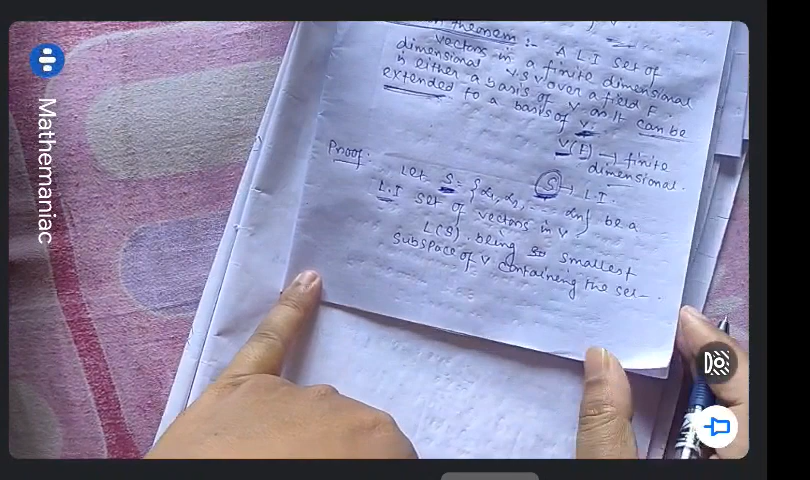 theorem :- A LI set of
vectors in a finite dimensional
dimensional v.s V over a field F.
is either a basis of V or it can be
extended to a basis of V.
V(F) → finite
dimensional.
S → L.I.
Proof:
Let S = {α1, α2, --- αn} be a
L.I set of vectors in V.
L(S) being smallest
subspace of V containing the set
Mathemaniac